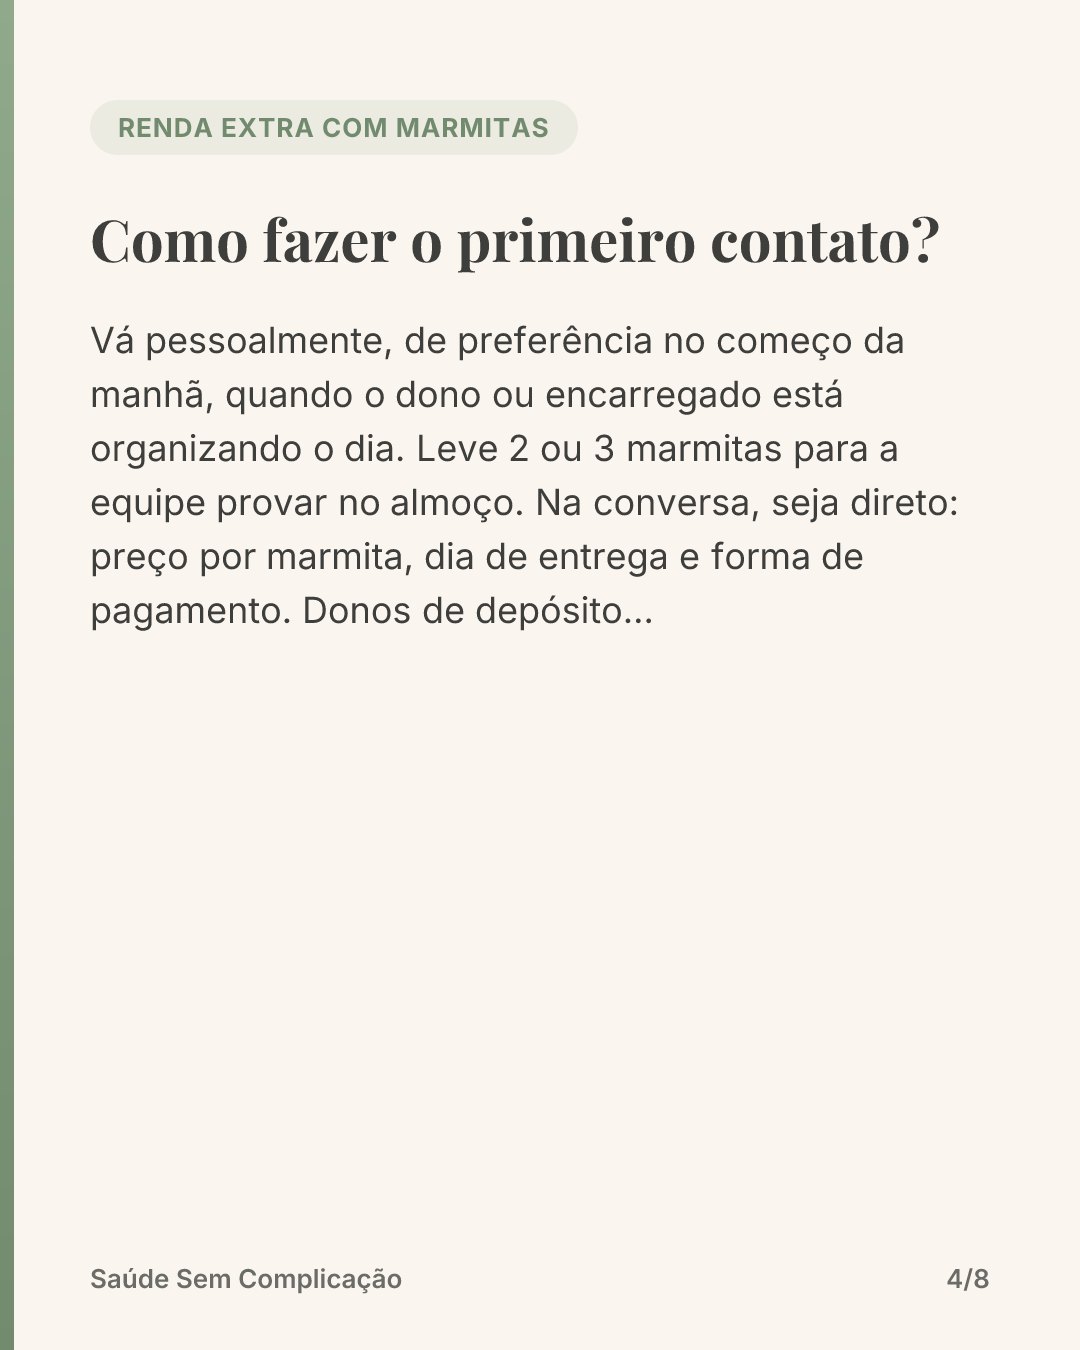 RENDA EXTRA COM MARMITAS
Como fazer o primeiro contato?
Vá pessoalmente, de preferência no começo da
manhã, quando o dono ou encarregado está
organizando o dia. Leve 2 ou 3 marmitas para a
equipe provar no almoço. Na conversa, seja direto:
preço por marmita, dia de entrega e forma de
pagamento. Donos de depósito...
Saúde Sem Complicação
4/8